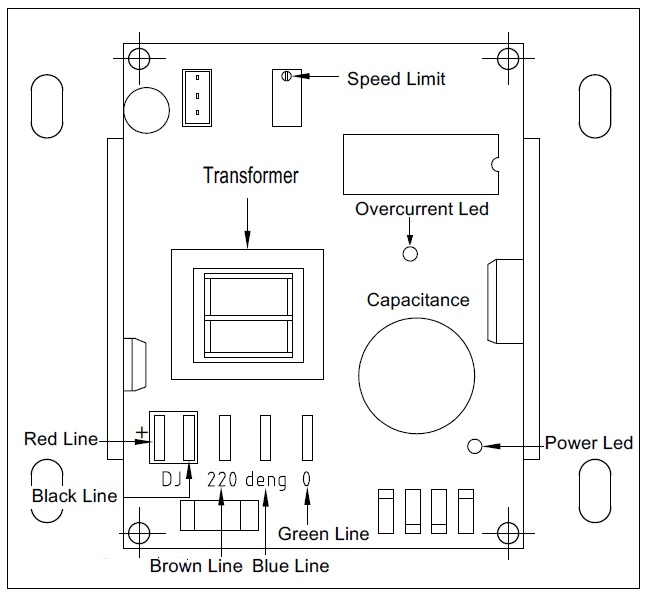 Speed Limit
Transformer
Overcurrent Led
Capacitance
+
Red Line
Power Led
DJ 220 deng 0
Black Line
Green Line
Brown Line Blue Line